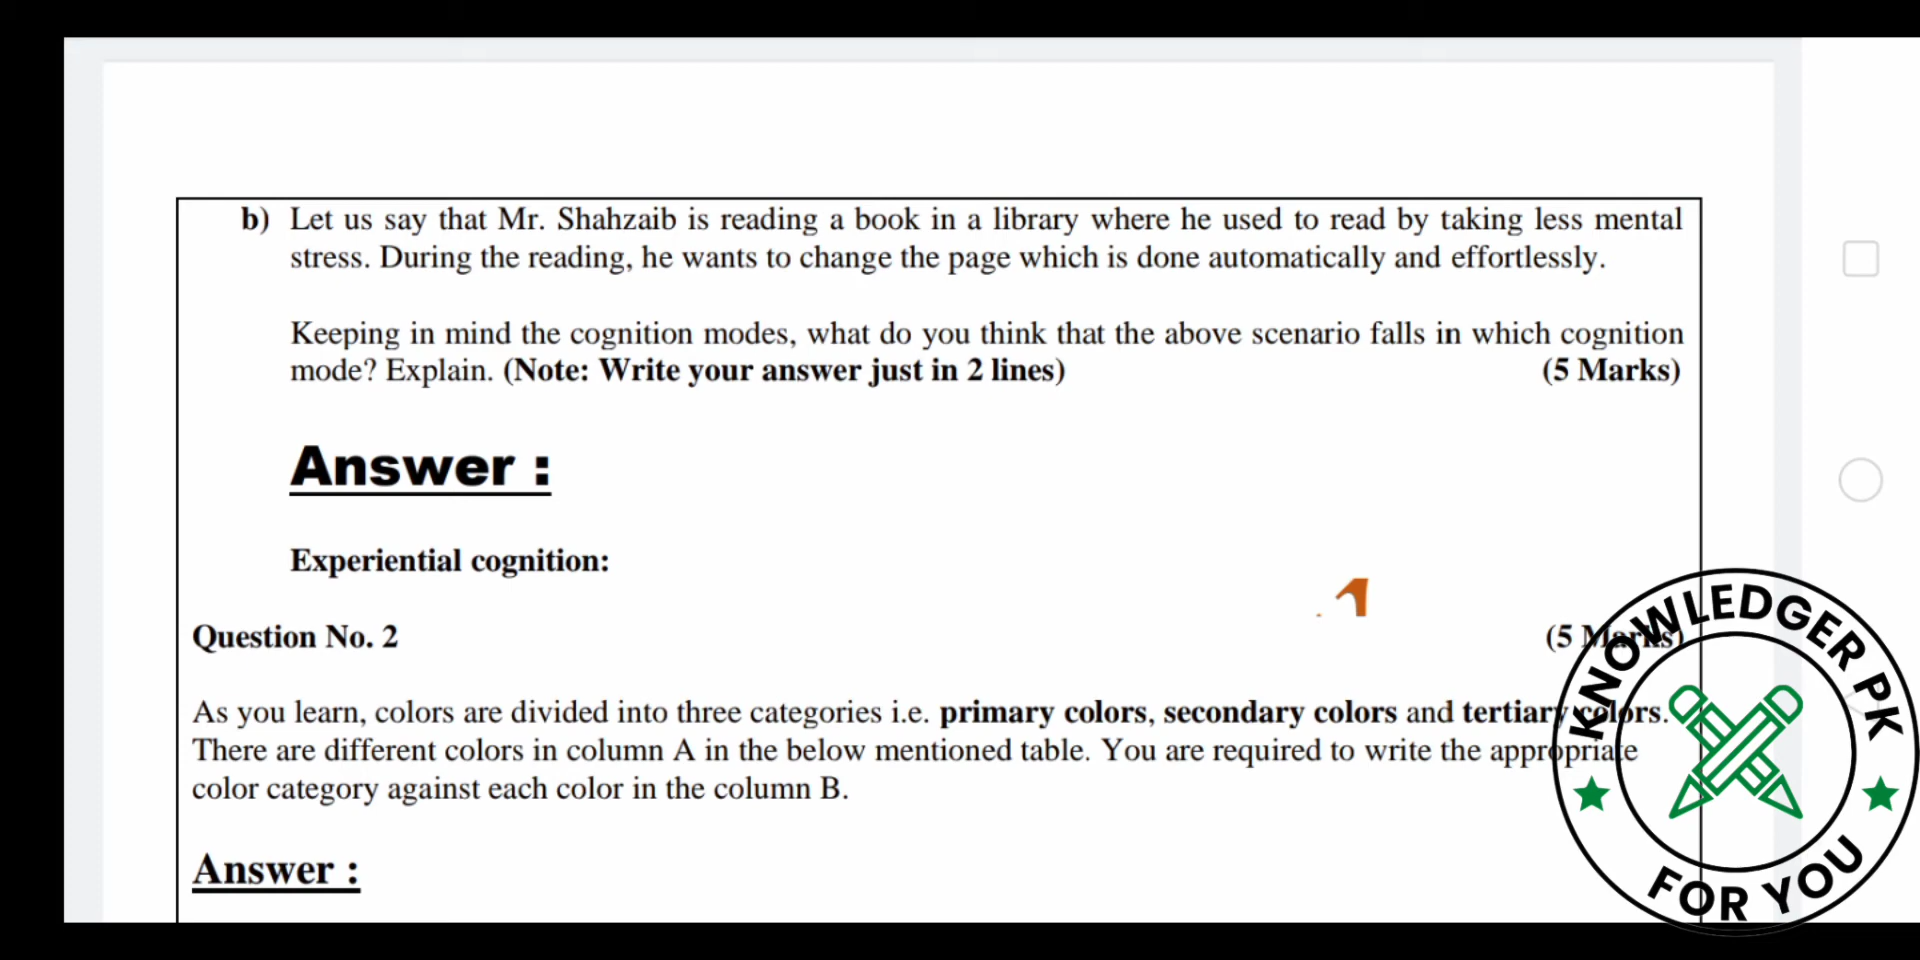 b) Let us say that Mr. Shahzaib is reading a book in a library where he used to read by taking less mental
stress. During the reading, he wants to change the page which is done automatically and effortlessly.
Keeping in mind the cognition modes, what do you think that the above scenario falls in which cognition
mode? Explain. (Note: Write your answer just in 2 lines) (5 Marks)
Answer :
Experiential cognition:
Question No. 2 (5 Marks)
As you learn, colors are divided into three categories i.e. primary colors, secondary colors and tertiary colors.
There are different colors in column A in the below mentioned table. You are required to write the appropriate
color category against each color in the column B.
Answer :
KNOWLEDGER PK
FOR YOU